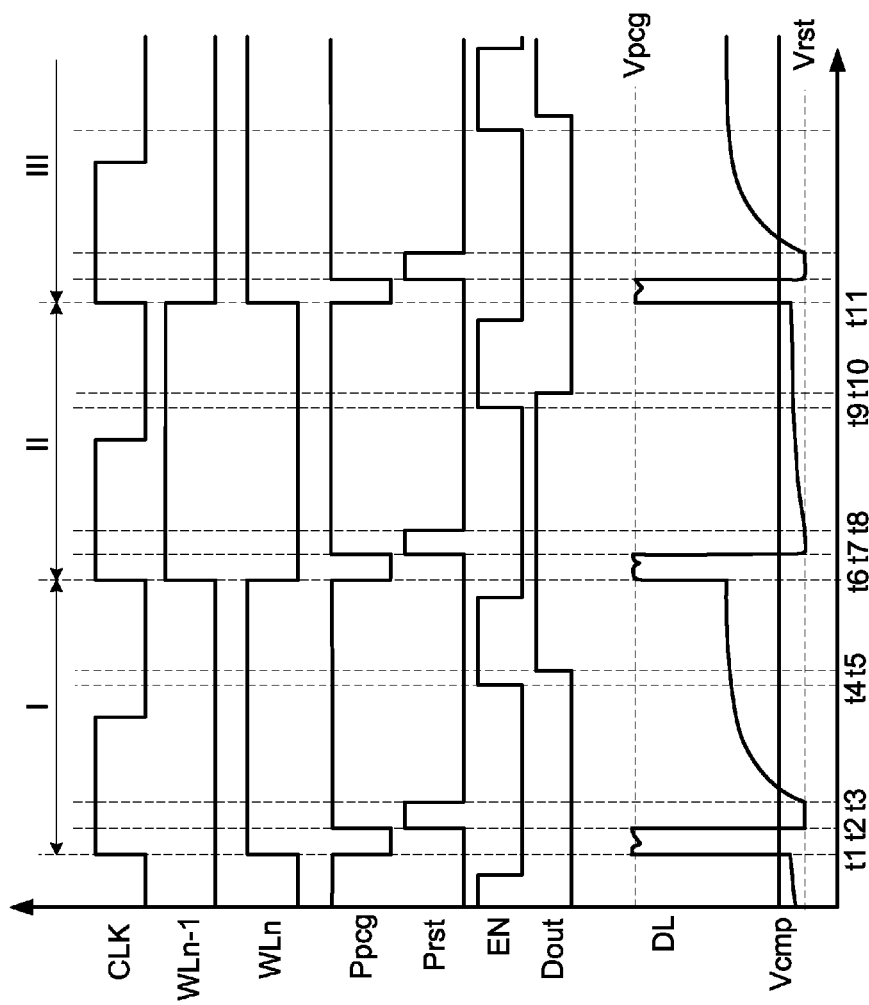 I
II
III
CLK
WLn-1
WLn
Ppcg
Prst
EN
Dout
DL
Vcmp
Vpcg
Vrst
t1 t2 t3 t4 t5 t6 t7 t8 t9 t10 t11